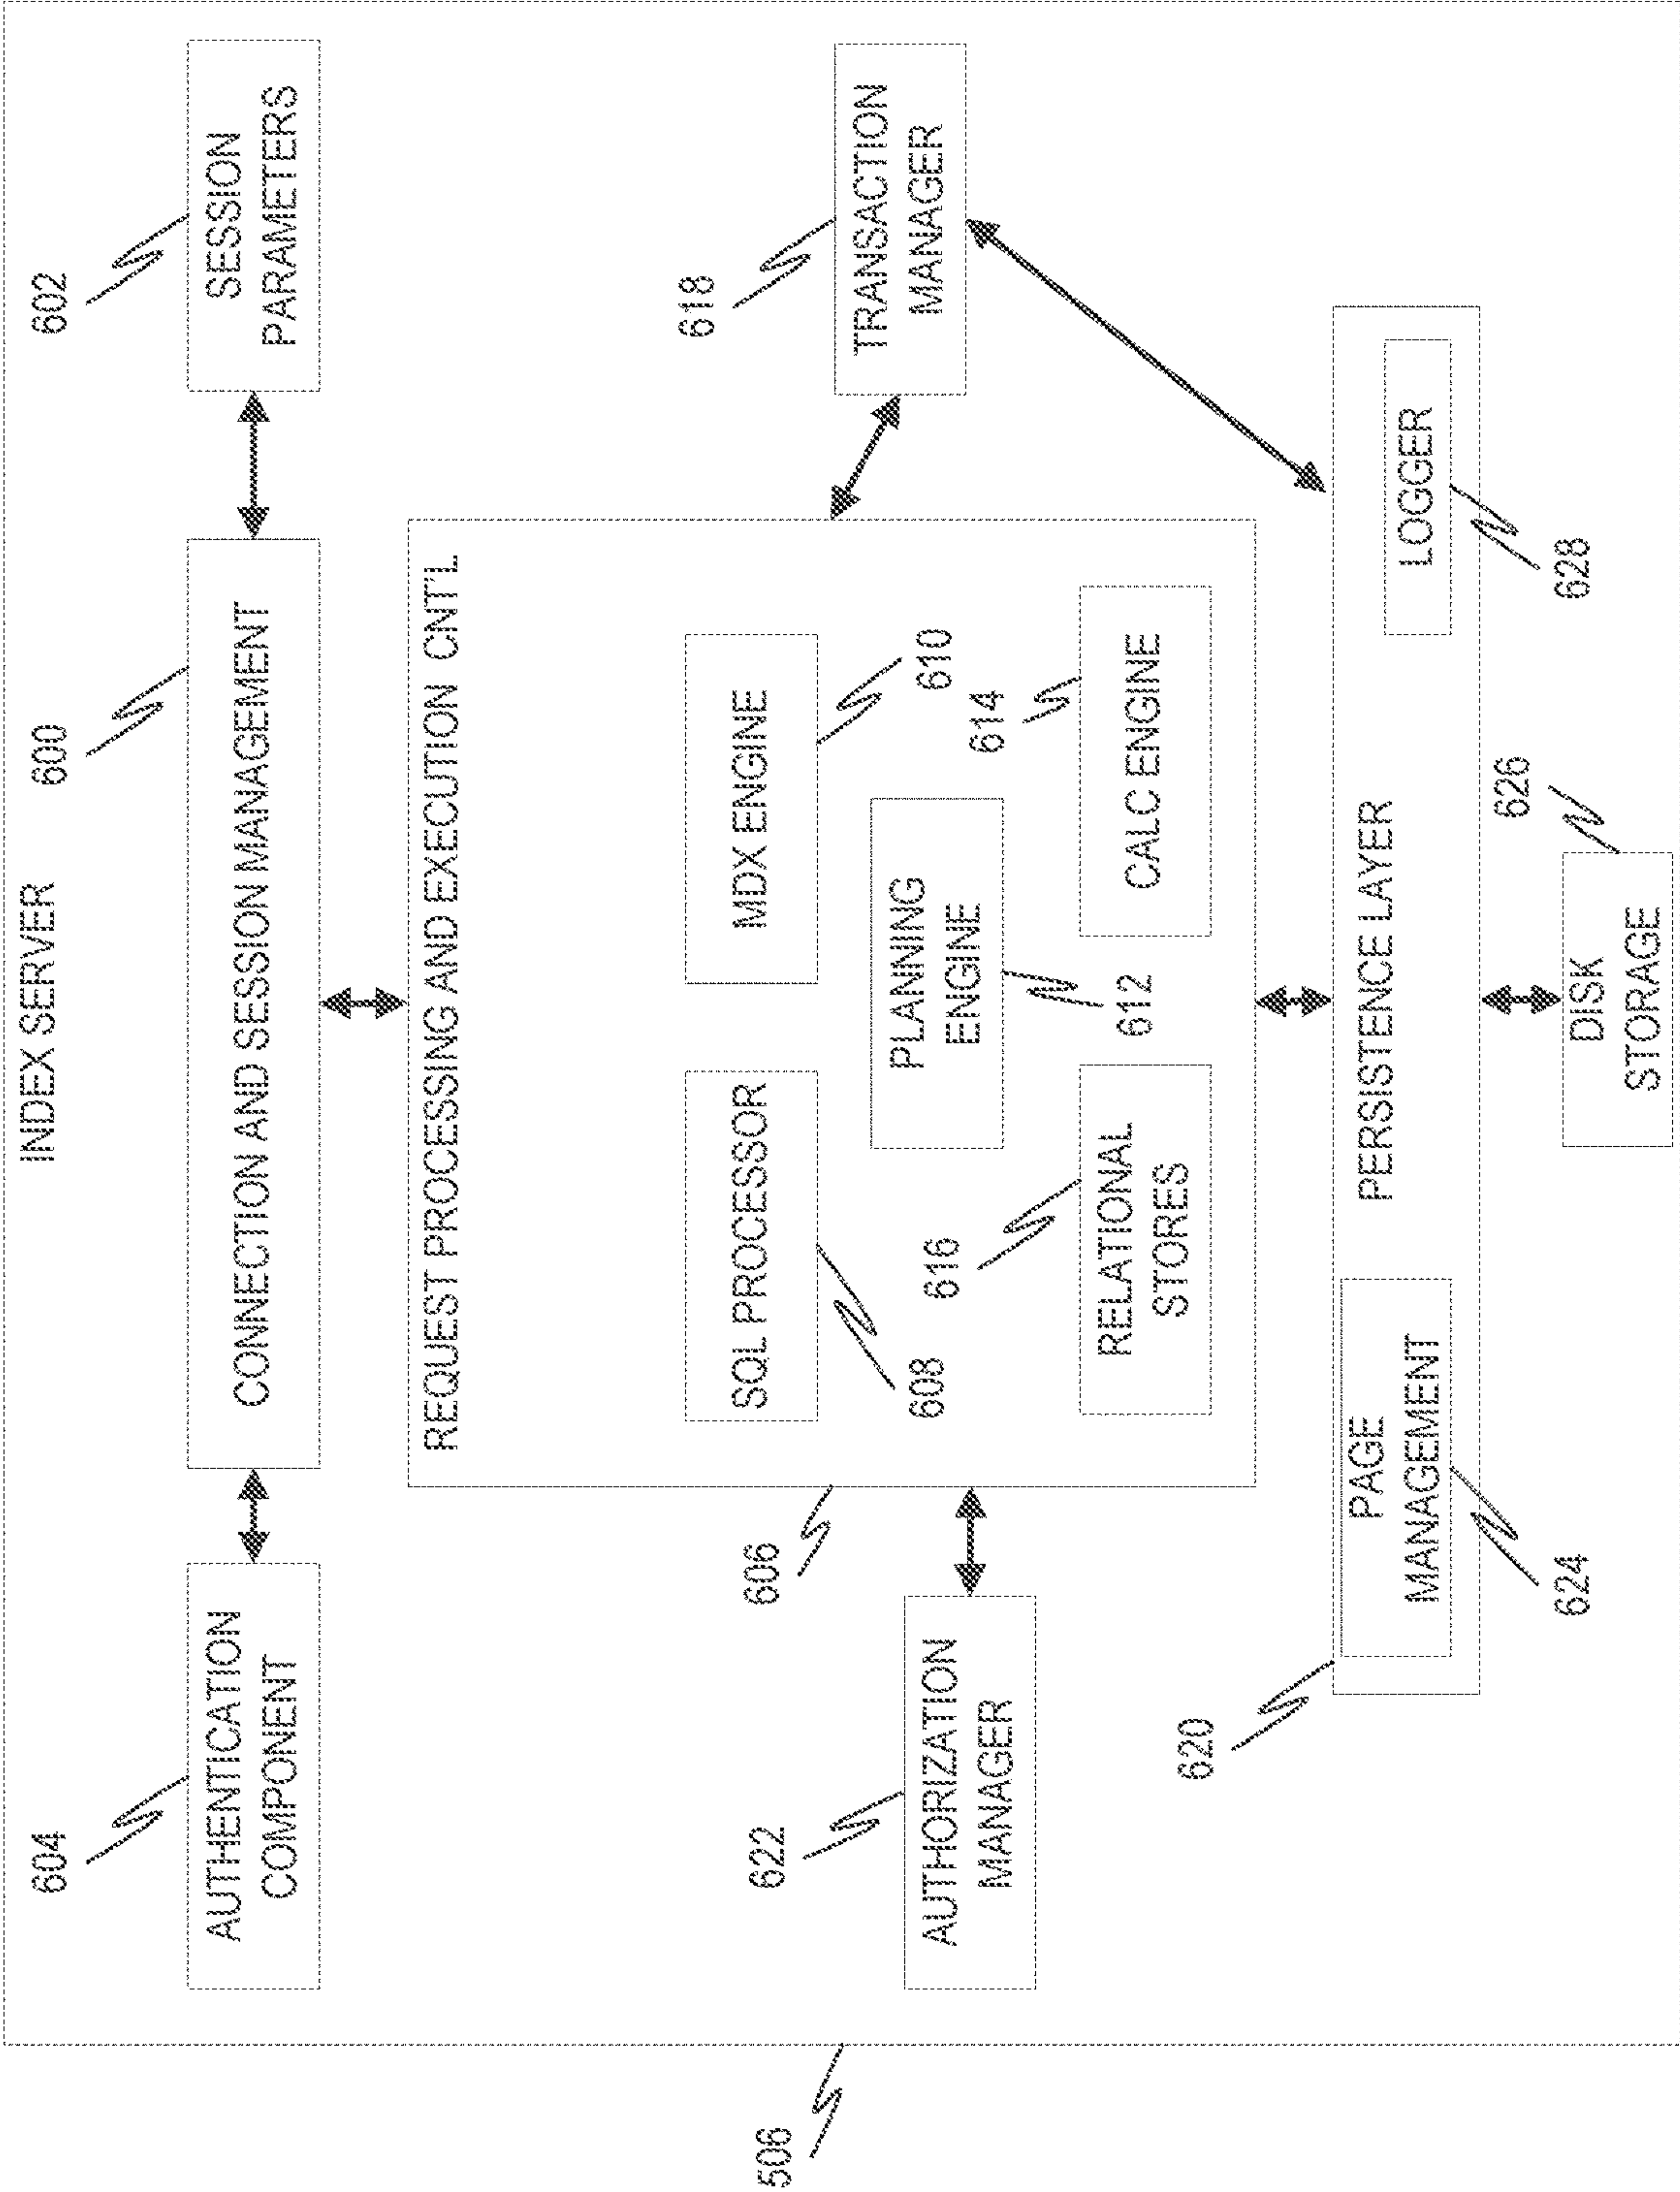 INDEX SERVER
604
600
602
AUTHENTICATION
COMPONENT
CONNECTION AND SESSION MANAGEMENT
SESSION
PARAMETERS
506
606
REQUEST PROCESSING AND EXECUTION CNT'L
SQL PROCESSOR
608
MDX ENGINE
610
PLANNING
ENGINE
612
616
RELATIONAL
STORES
614
CALC ENGINE
618
TRANSACTION
MANAGER
622
AUTHORIZATION
MANAGER
620
PERSISTENCE LAYER
PAGE
MANAGEMENT
624
LOGGER
628
626
DISK
STORAGE